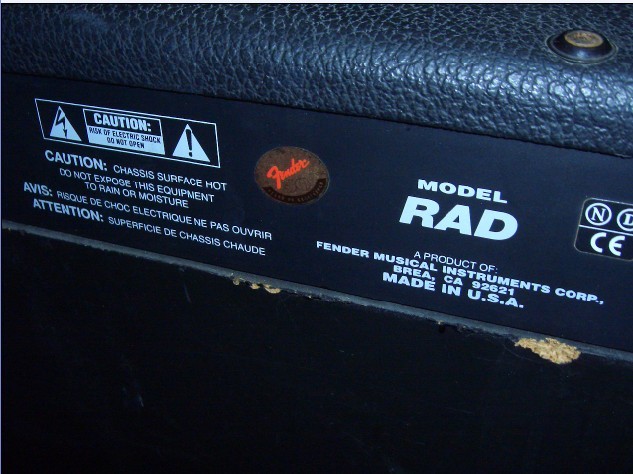 CAUTION:
RISK OF ELECTRIC SHOCK
DO NOT OPEN
CAUTION: CHASSIS SURFACE HOT
DO NOT EXPOSE THIS EQUIPMENT
TO RAIN OR MOISTURE
AVIS: RISQUE DE CHOC ELECTRIQUE NE PAS OUVRIR
ATTENTION: SUPERFICIE DE CHASSIS CHAUDE
Fender
MODEL
RAD
A PRODUCT OF:
FENDER MUSICAL INSTRUMENTS CORP.,
BREA, CA 92621
MADE IN U.S.A.
N D
CE